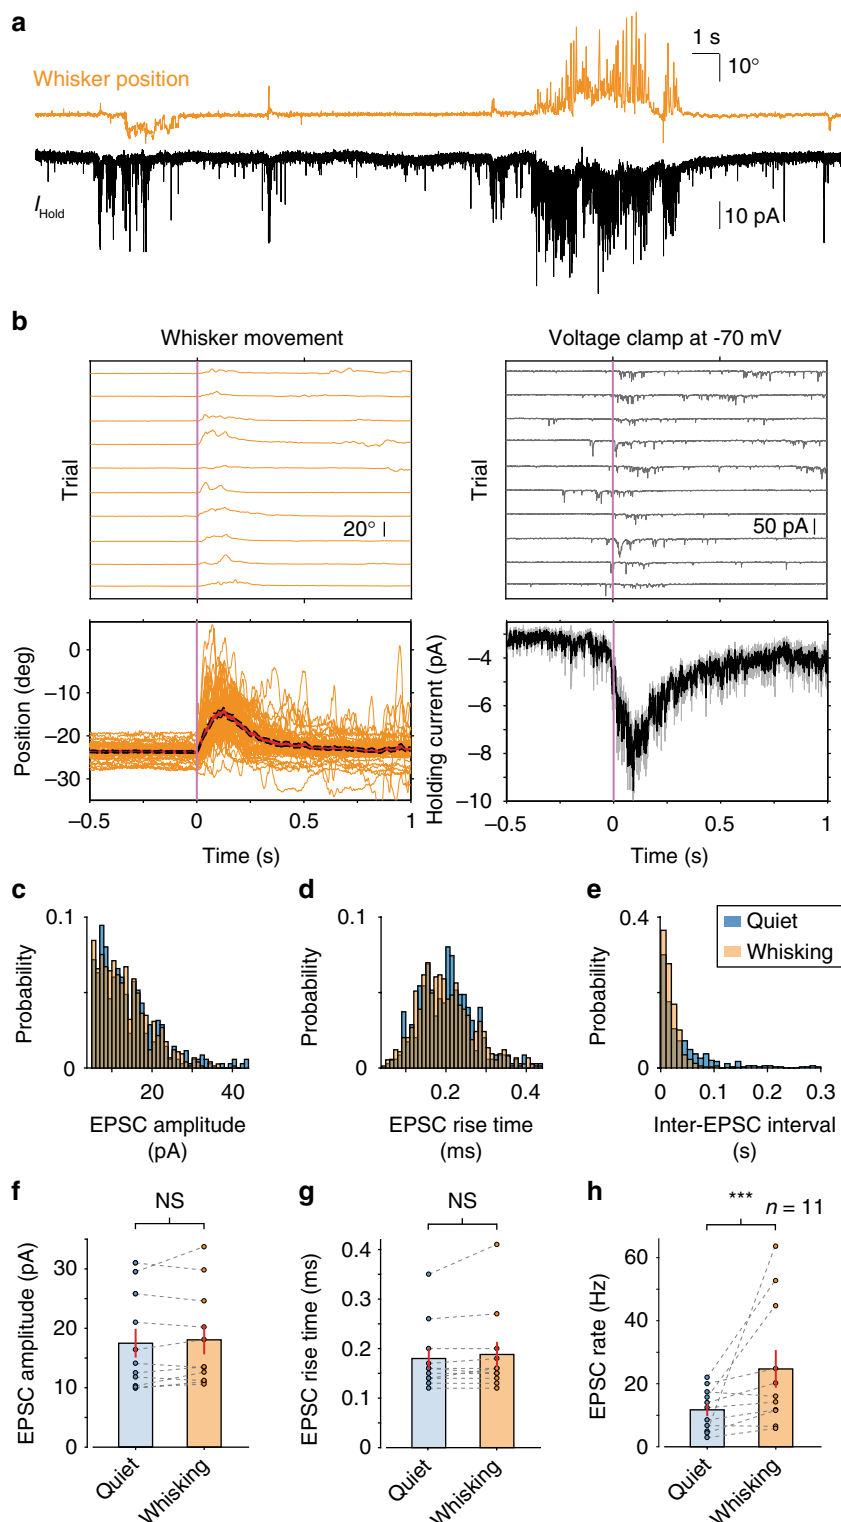 a
1 s
10°
Whisker position
I Hold
10 pA
b
Whisker movement
Voltage clamp at -70 mV
Trial
20°
Trial
50 pA
Position (deg)
0
–10
–20
–30
–0.5
0
0.5
1
Time (s)
Holding current (pA)
–4
–6
–8
–10
–0.5
0
0.5
1
Time (s)
c
0.1
Probability
0
20
40
EPSC amplitude
(pA)
d
0.1
Probability
0
0.2
0.4
EPSC rise time
(ms)
e
0.4
Quiet
Whisking
Probability
0
0
0.1
0.2
0.3
Inter-EPSC interval
(s)
f
NS
EPSC amplitude (pA)
30
20
10
0
Quiet
Whisking
g
NS
EPSC rise time (ms)
0.4
0.3
0.2
0.1
0
Quiet
Whisking
h
***
n = 11
EPSC rate (Hz)
60
40
20
0
Quiet
Whisking